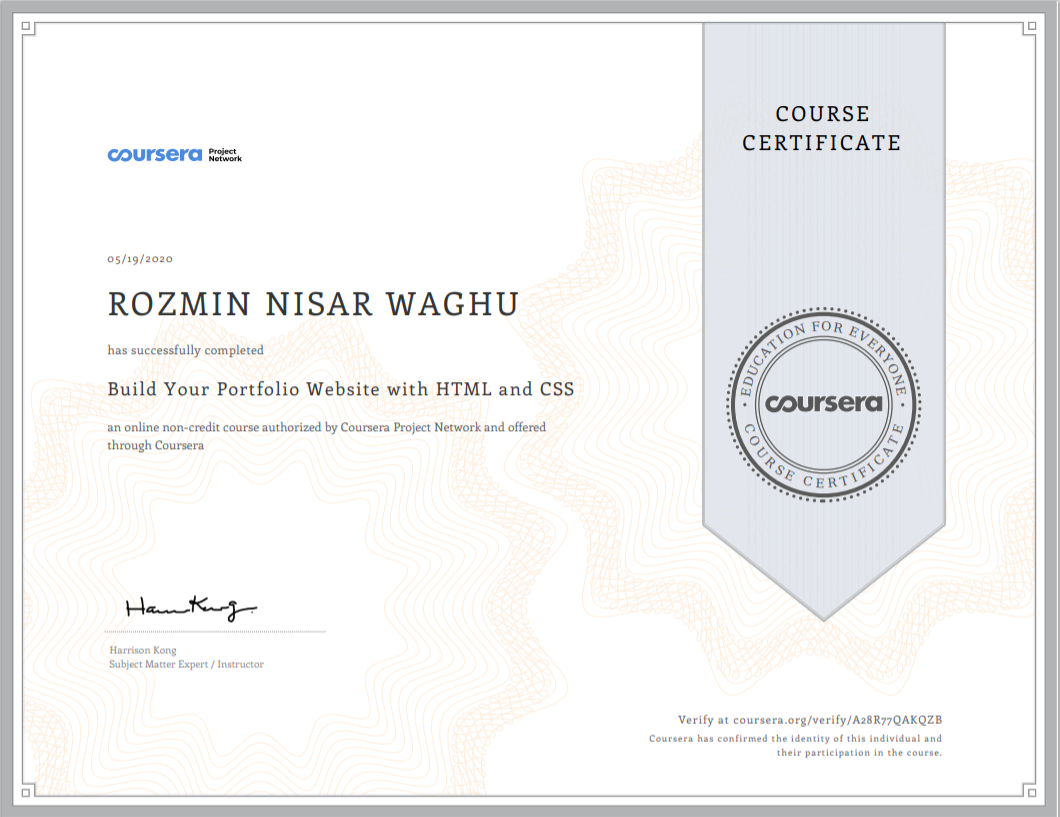 COURSE
CERTIFICATE
coursera Project
Network
05/19/2020
ROZMIN NISAR WAGHU
has successfully completed
Build Your Portfolio Website with HTML and CSS
an online non-credit course authorized by Coursera Project Network and offered
through Coursera
EDUCATION FOR EVERYONE
coursera
COURSE CERTIFICATE
Harrison Kong
Subject Matter Expert / Instructor
Verify at coursera.org/verify/A28R77QAKQZB
Coursera has confirmed the identity of this individual and
their participation in the course.